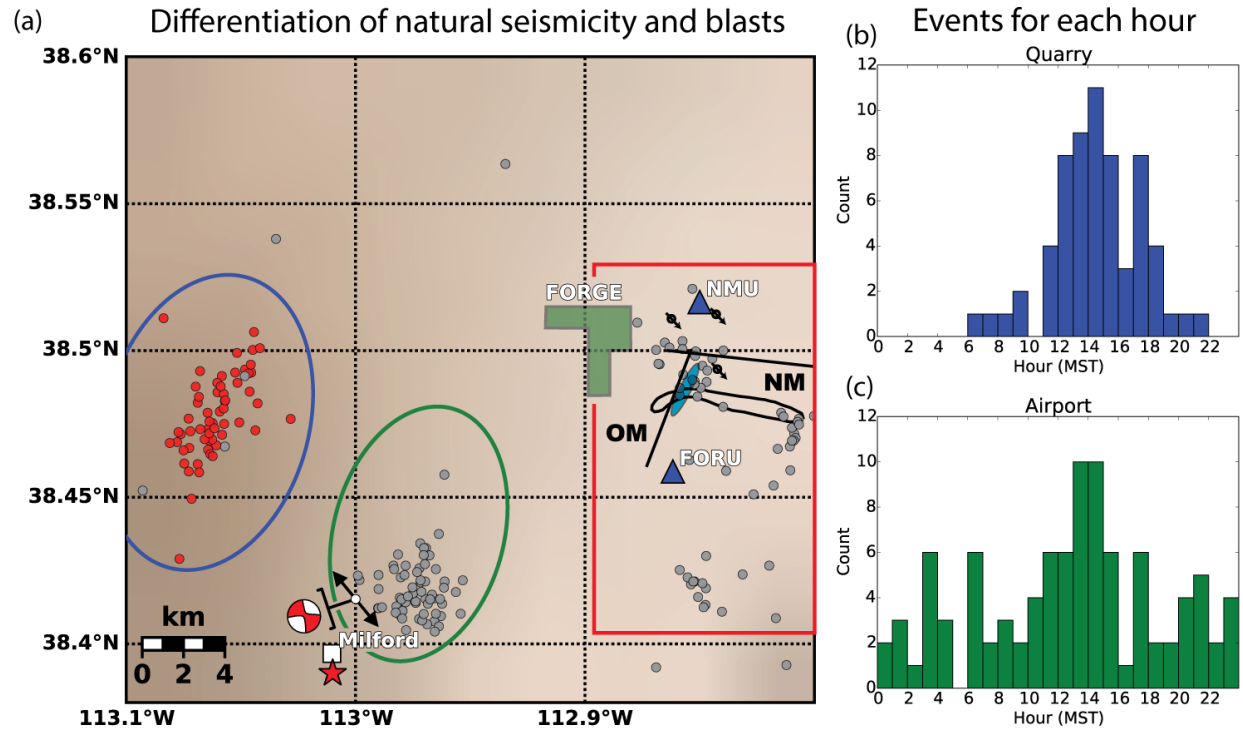 (a) Differentiation of natural seismicity and blasts
38.6°N
38.55°N
38.5°N
38.45°N
38.4°N
113.1°W 113°W 112.9°W
FORGE
NMU
NM
OM
FORU
Milford
km
0 2 4
Events for each hour
(b)
Quarry
12
10
8
6
4
2
0
Count
0 2 4 6 8 10 12 14 16 18 20 22
Hour (MST)
(c)
Airport
12
10
8
6
4
2
0
Count
0 2 4 6 8 10 12 14 16 18 20 22
Hour (MST)